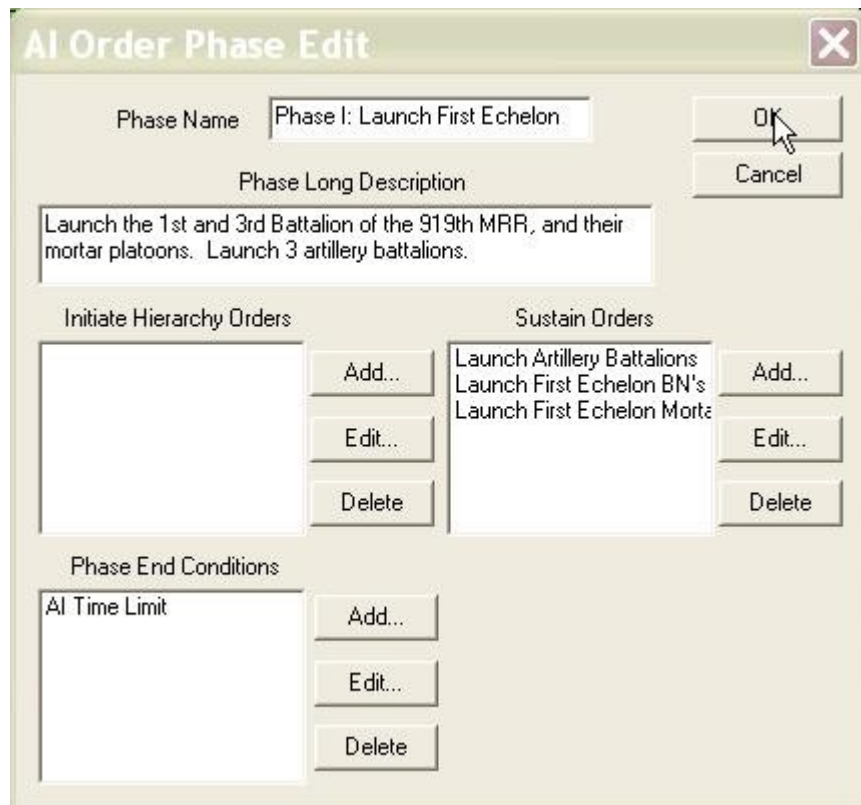 AI Order Phase Edit
Phase Name
Phase I: Launch First Echelon
OK
Cancel
Phase Long Description
Launch the 1st and 3rd Battalion of the 919th MRR, and their
mortar platoons.  Launch 3 artillery battalions.
Initiate Hierarchy Orders
Add...
Edit...
Delete
Sustain Orders
Launch Artillery Battalions
Launch First Echelon BN's
Launch First Echelon Morta
Add...
Edit...
Delete
Phase End Conditions
AI Time Limit
Add...
Edit...
Delete